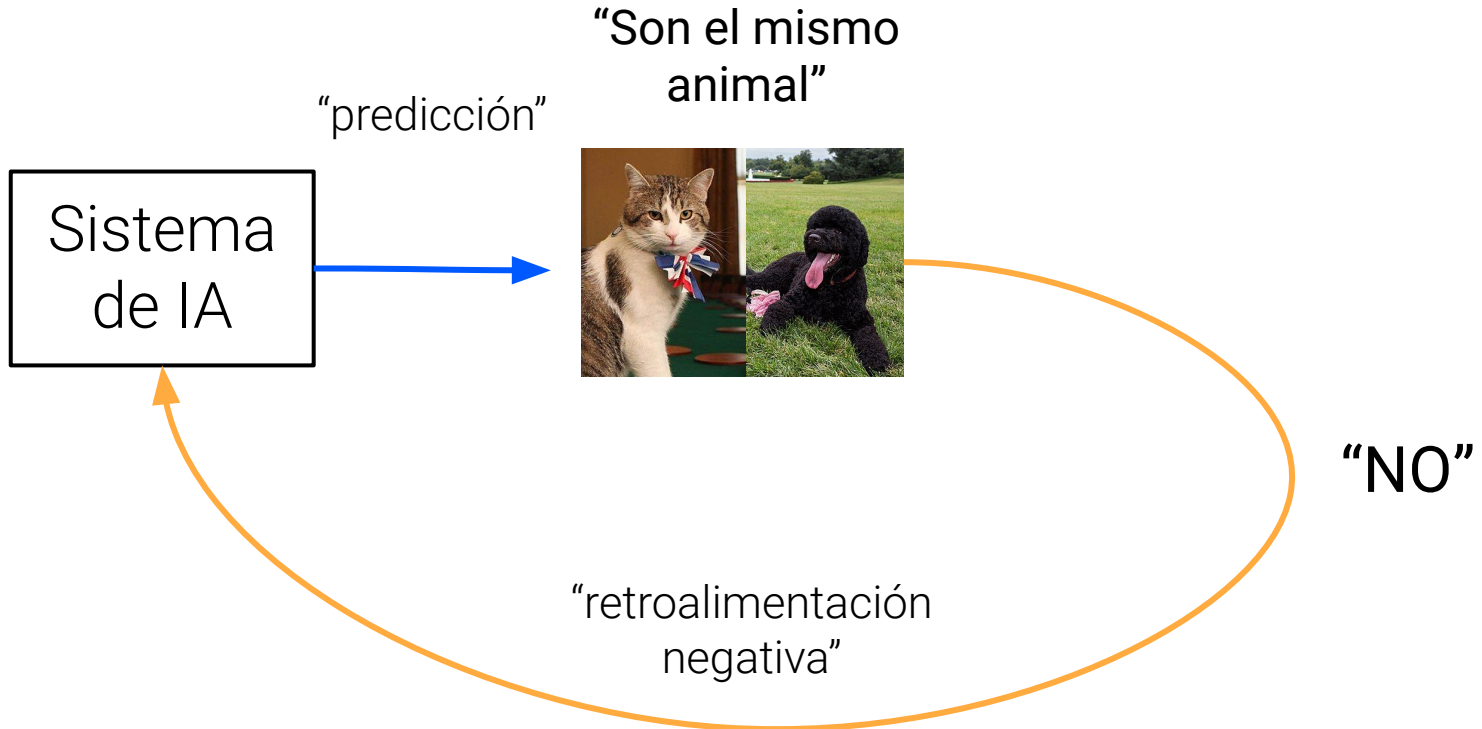 “Son el mismo
animal”
“predicción”
Sistema
de IA
“NO”
“retroalimentación
negativa”